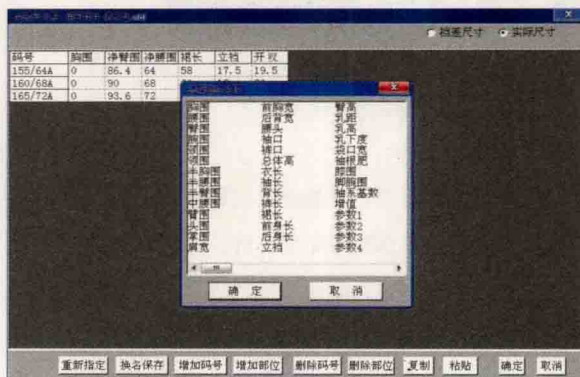 档差尺寸 实际尺寸
码号 胸围 净臀围 净腰围 裙长 立裆 开衩
155/64A 0 86.4 64 58 17.5 19.5
160/68A 0 90 68
165/72A 0 93.6 72
胸围 前胸宽 臀高
腰围 后背宽 乳距
臀围 腰头 乳高
腕围 袖口 乳下度
颈围 裤口 袋口宽
领围 总体高 袖根肥
半胸围 衣长 膝围
半腰围 袖长 脚腕围
半臀围 背长 袖系基数
中腰围 裤长 增值
臂围 裙长 参数1
头围 前身长 参数2
掌围 后身长 参数3
肩宽 立裆 参数4
确定 取消
重新指定 换名保存 增加码号 增加部位 删除码号 删除部位 复制 粘贴 确定 取消